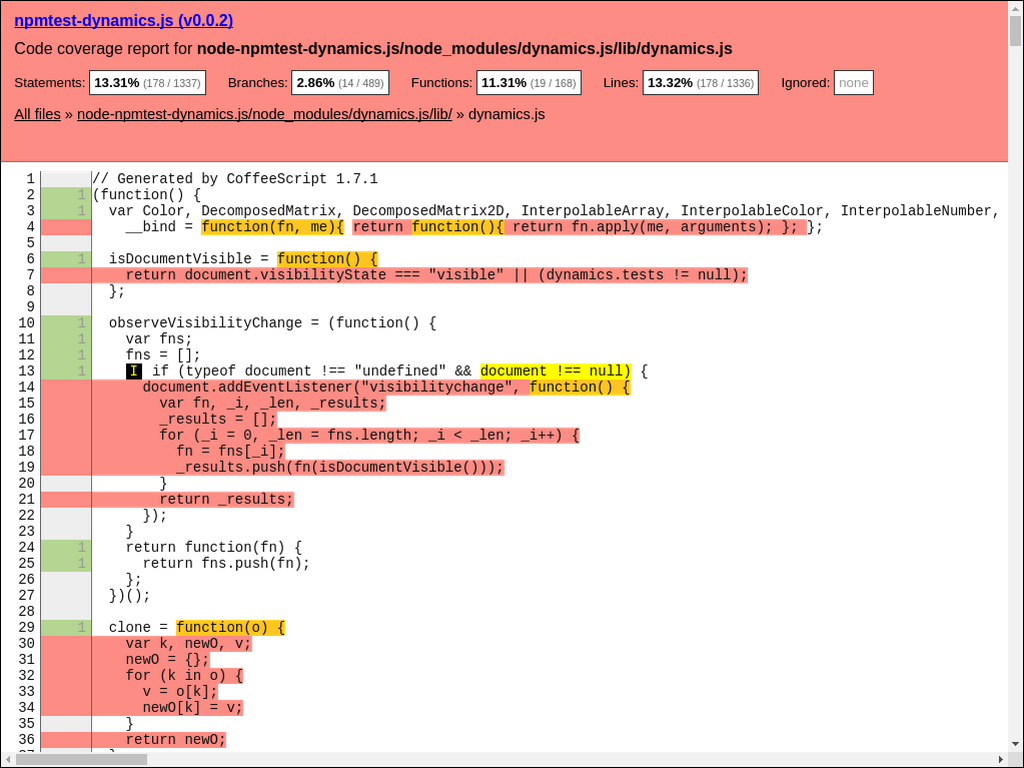 npmtest-dynamics.js (v0.0.2)
Code coverage report for node-npmtest-dynamics.js/node_modules/dynamics.js/lib/dynamics.js
Statements: 13.31% (178 / 1337) Branches: 2.86% (14 / 489) Functions: 11.31% (19 / 168) Lines: 13.32% (178 / 1336) Ignored: none
All files » node-npmtest-dynamics.js/node_modules/dynamics.js/lib/ » dynamics.js
1 // Generated by CoffeeScript 1.7.1
2 1 (function() {
3 1 var Color, DecomposedMatrix, DecomposedMatrix2D, InterpolableArray, InterpolableColor, InterpolableNumber,
4 __bind = function(fn, me){ return function(){ return fn.apply(me, arguments); }; };
5
6 1 isDocumentVisible = function() {
7 return document.visibilityState === "visible" || (dynamics.tests != null);
8 };
9
10 1 observeVisibilityChange = (function() {
11 1 var fns;
12 1 fns = [];
13 1 I if (typeof document !== "undefined" && document !== null) {
14 document.addEventListener("visibilitychange", function() {
15 var fn, _i, _len, _results;
16 _results = [];
17 for (_i = 0, _len = fns.length; _i < _len; _i++) {
18 fn = fns[_i];
19 _results.push(fn(isDocumentVisible()));
20 }
21 return _results;
22 });
23 }
24 1 return function(fn) {
25 1 return fns.push(fn);
26 };
27 })();
28
29 1 clone = function(o) {
30 var k, newO, v;
31 newO = {};
32 for (k in o) {
33 v = o[k];
34 newO[k] = v;
35 }
36 return newO;